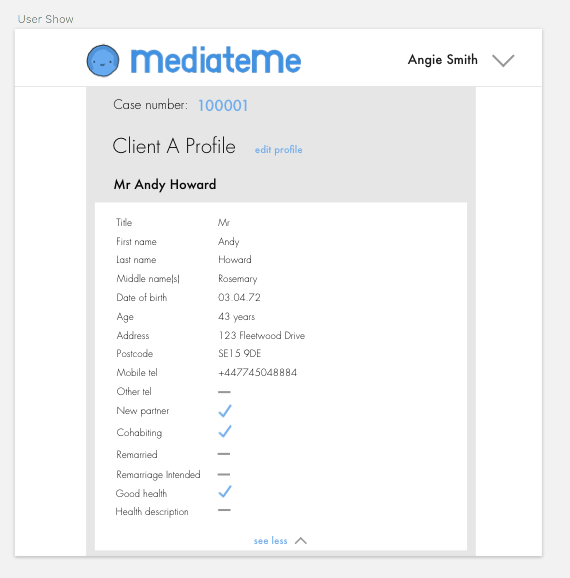 User Show
mediateme
Angie Smith
Case number: 100001
Client A Profile edit profile
Mr Andy Howard
Title Mr
First name Andy
Last name Howard
Middle name(s) Rosemary
Date of birth 03.04.72
Age 43 years
Address 123 Fleetwood Drive
Postcode SE15 9DE
Mobile tel +447745048884
Other tel —
New partner ✓
Cohabiting ✓
Remarried —
Remarriage Intended —
Good health ✓
Health description —
see less